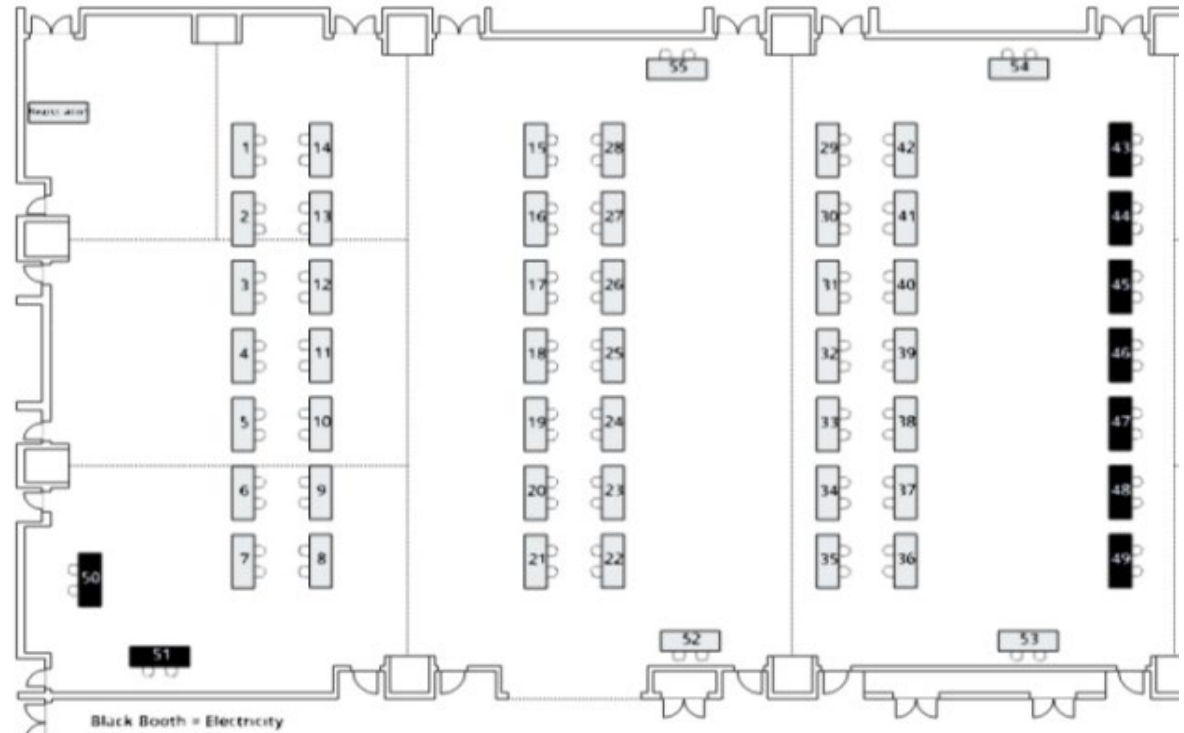 55 54
Registration
1 14 15 28 29 42 43
2 13 16 27 30 41 44
3 12 17 26 31 40 45
4 11 18 25 32 39 46
5 10 19 24 33 38 47
6 9 20 23 34 37 48
7 8 21 22 35 36 49
50
52 53
51
Black Booth = Electricity